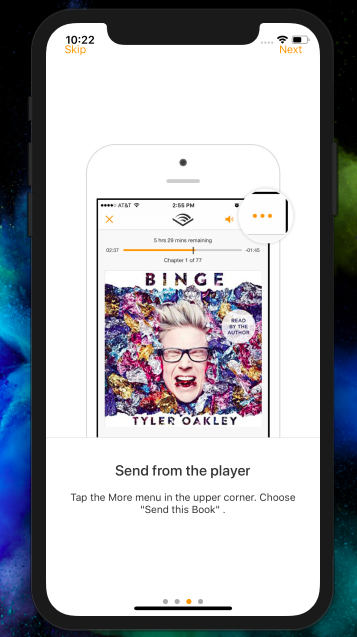 10:22
Skip
Next
AT&T
2:55 PM
5 hrs 29 mins remaining
02:37
-01:45
Chapter 1 of 77
BINGE
READ
BY THE
AUTHOR
TYLER OAKLEY
Send from the player
Tap the More menu in the upper corner. Choose
"Send this Book" .